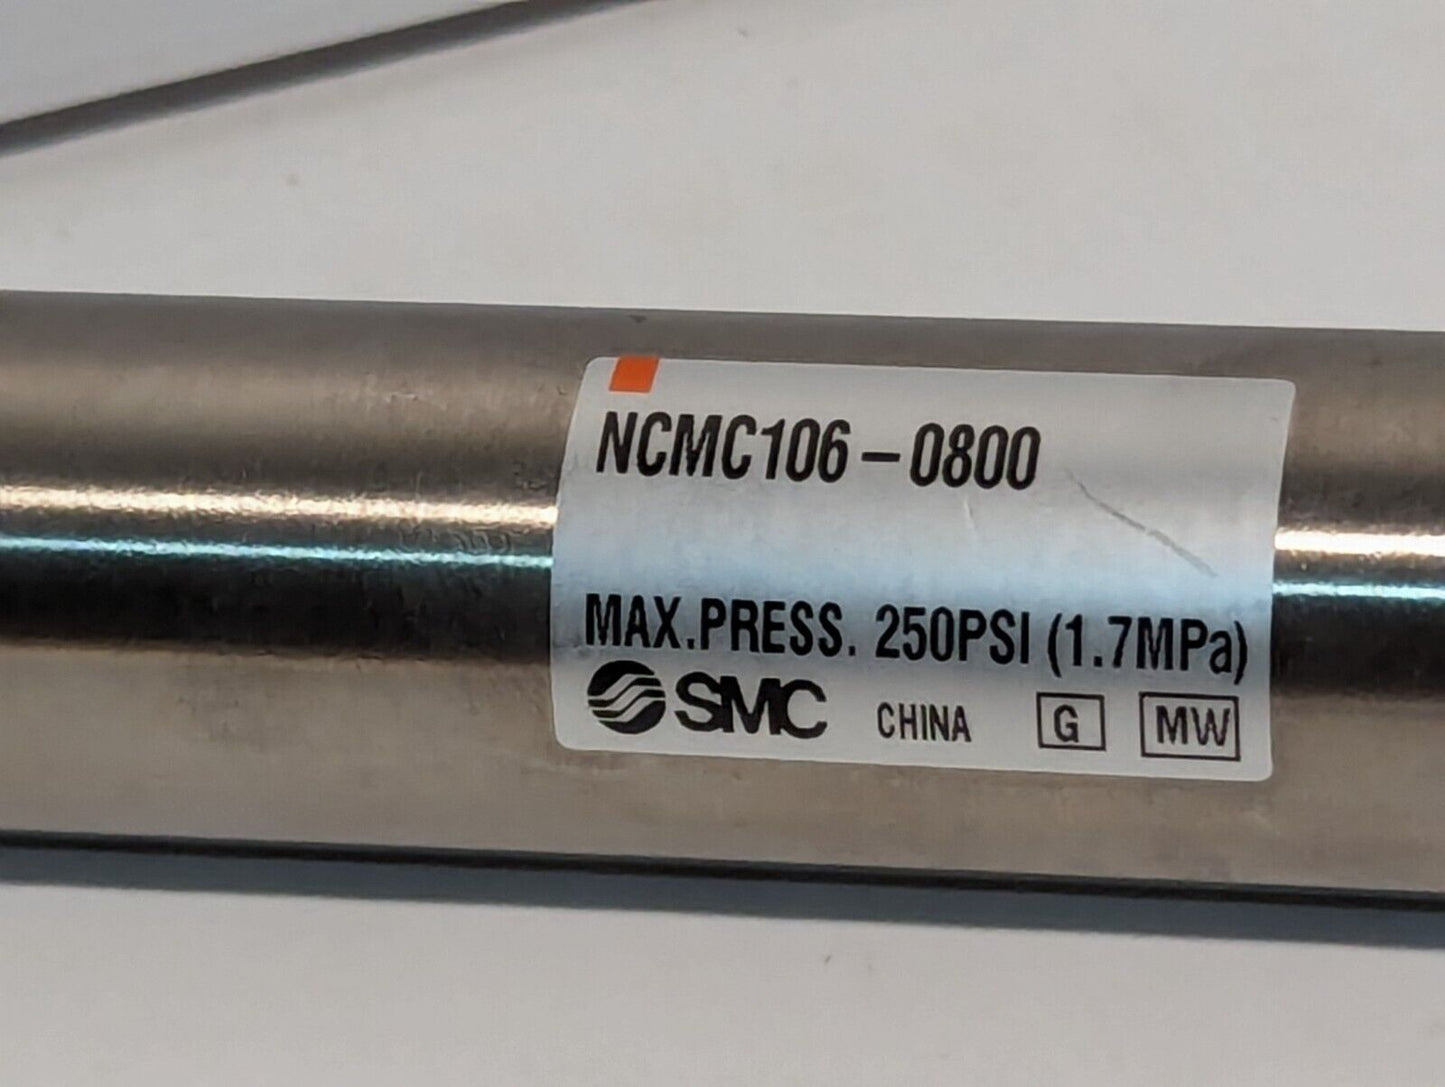 NCMC106-0800
MAX.PRESS. 250PSI (1.7MPa)
SMC CHINA G MW